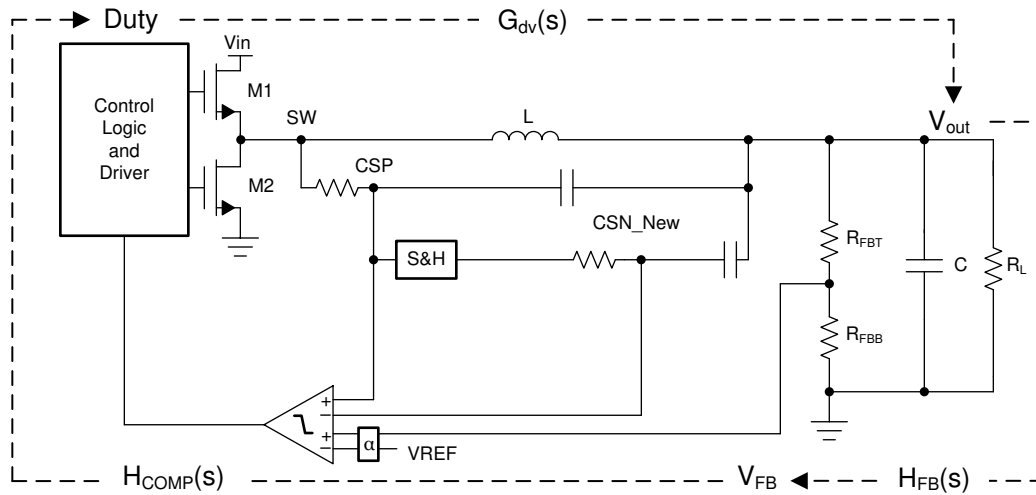 Duty
G_dv(s)
Vin
Control
Logic
and
Driver
M1
M2
SW
L
V_out
CSP
CSN_New
S&H
R_FBT
R_FBB
C
R_L
+
−
+
−
α
VREF
H_COMP(s)
V_FB
H_FB(s)